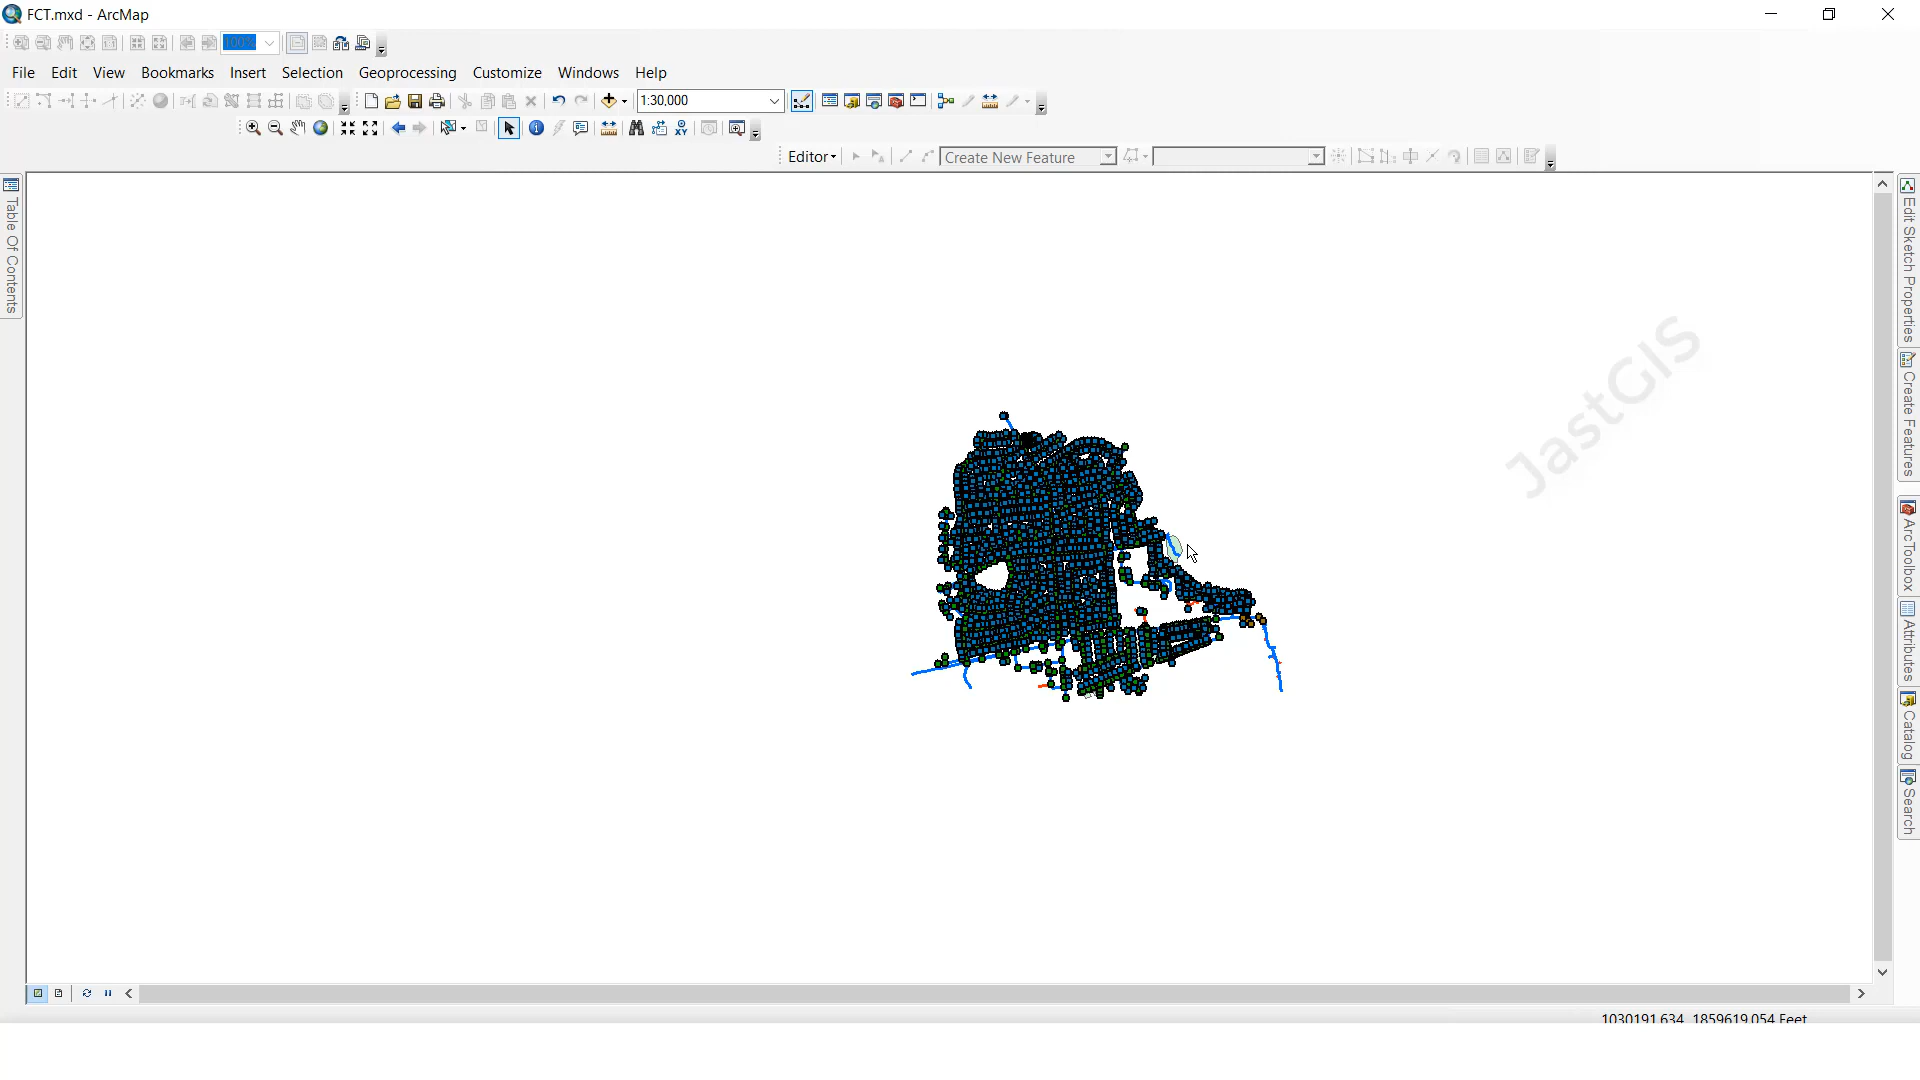 FCT.mxd - ArcMap
100%
File Edit View Bookmarks Insert Selection Geoprocessing Customize Windows Help
1:30,000
Editor Create New Feature
Table Of Contents
JastGIS
Edit Sketch Properties
Create Features
ArcToolbox
Attributes
Catalog
Search
1030191.634 1859619.054 Feet